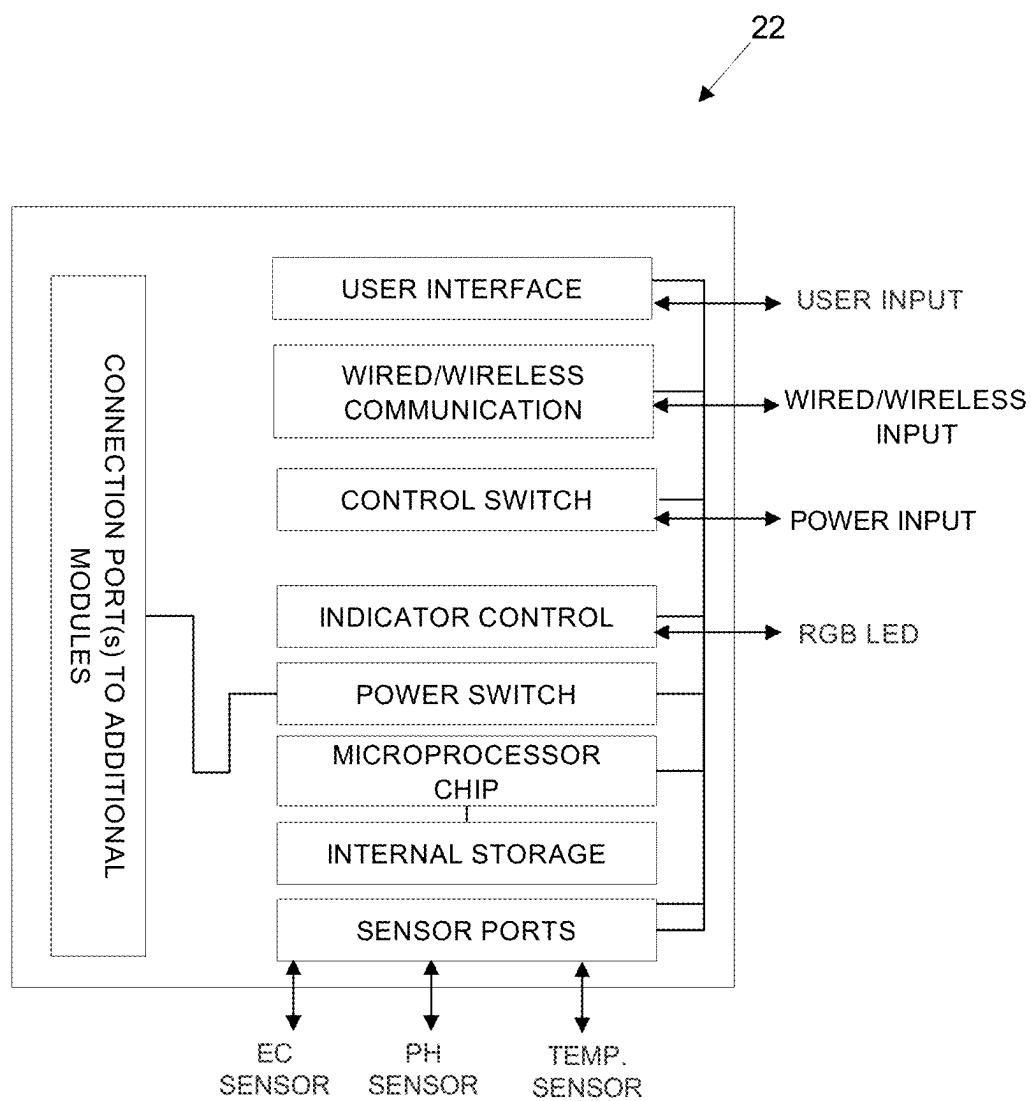 22
USER INTERFACE
USER INPUT
WIRED/WIRELESS
COMMUNICATION
WIRED/WIRELESS
INPUT
CONTROL SWITCH
POWER INPUT
INDICATOR CONTROL
RGB LED
POWER SWITCH
MICROPROCESSOR
CHIP
INTERNAL STORAGE
SENSOR PORTS
CONNECTION PORT(s) TO ADDITIONAL
MODULES
EC
SENSOR
PH
SENSOR
TEMP.
SENSOR